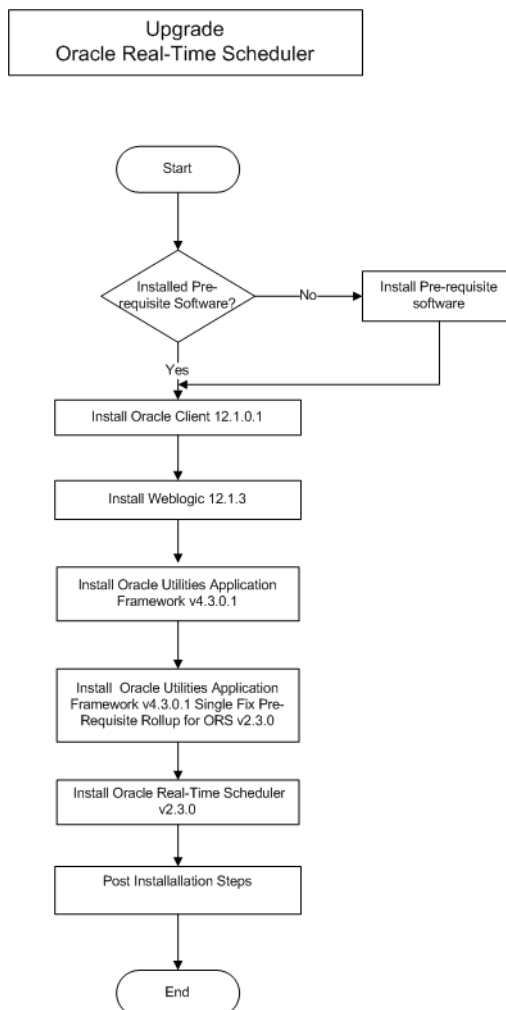 Upgrade
Oracle Real-Time Scheduler
Start
Installed Pre-
requisite Software?
No
Install Pre-requisite
software
Yes
Install Oracle Client 12.1.0.1
Install Weblogic 12.1.3
Install Oracle Utilities Application
Framework v4.3.0.1
Install Oracle Utilities Application
Framework v4.3.0.1 Single Fix Pre-
Requisite Rollup for ORS v2.3.0
Install Oracle Real-Time Scheduler
v2.3.0
Post Installallation Steps
End